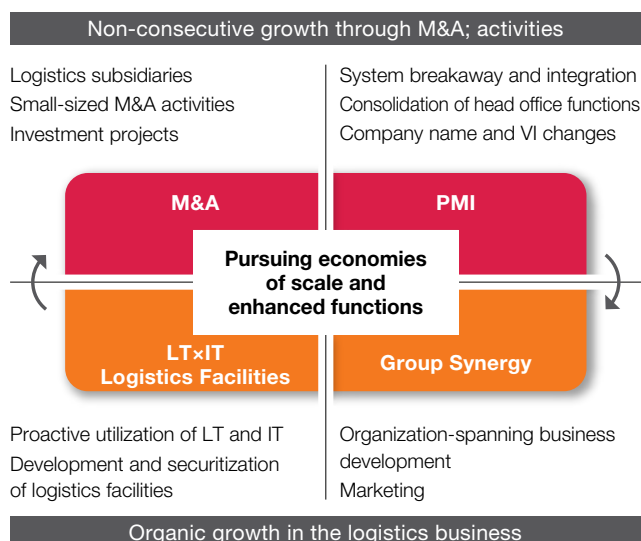 Non-consecutive growth through M&A; activities
Logistics subsidiaries
Small-sized M&A activities
Investment projects
System breakaway and integration
Consolidation of head office functions
Company name and VI changes
M&A
PMI
Pursuing economies
of scale and
enhanced functions
LT×IT
Logistics Facilities
Group Synergy
Proactive utilization of LT and IT
Development and securitization
of logistics facilities
Organization-spanning business
development
Marketing
Organic growth in the logistics business